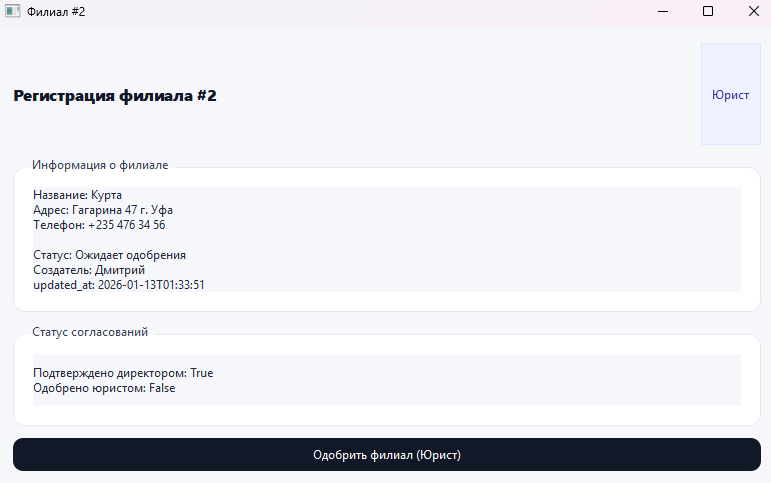 Филиал #2
Регистрация филиала #2
Юрист
Информация о филиале
Название: Курта
Адрес: Гагарина 47 г. Уфа
Телефон: +235 476 34 56
Статус: Ожидает одобрения
Создатель: Дмитрий
updated_at: 2026-01-13T01:33:51
Статус согласований
Подтверждено директором: True
Одобрено юристом: False
Одобрить филиал (Юрист)